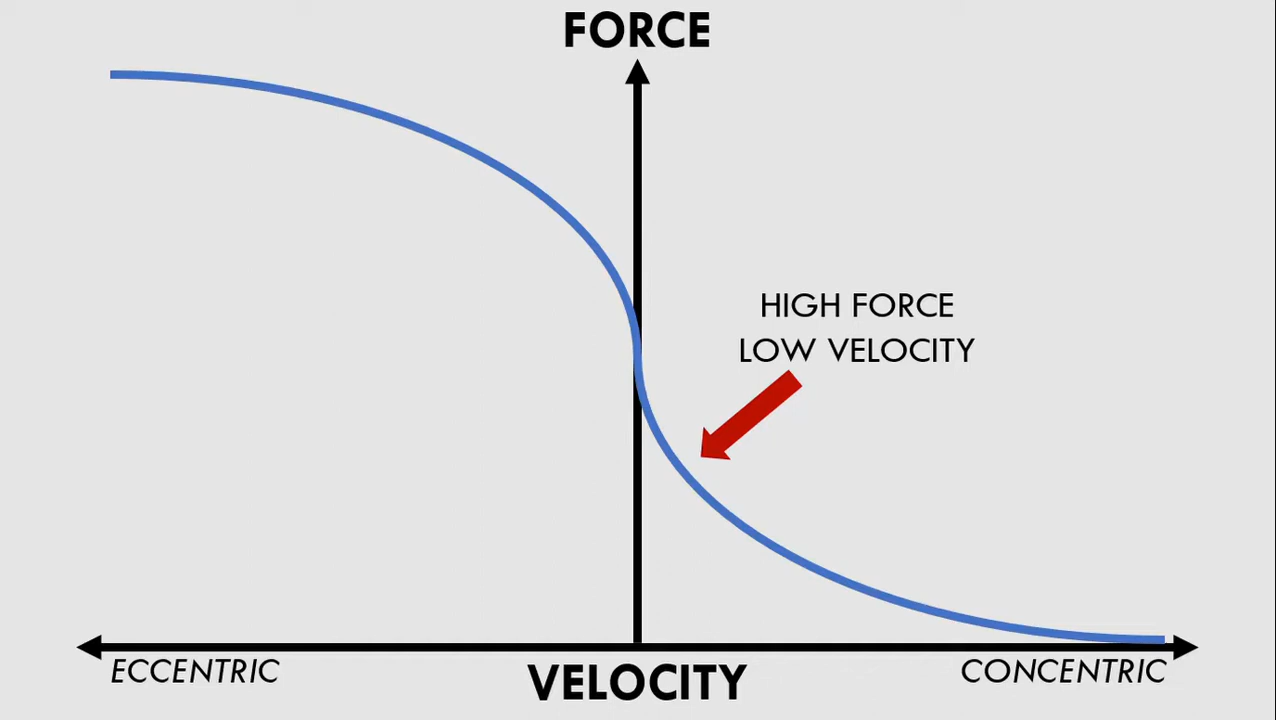 FORCE
HIGH FORCE
LOW VELOCITY
ECCENTRIC
VELOCITY
CONCENTRIC